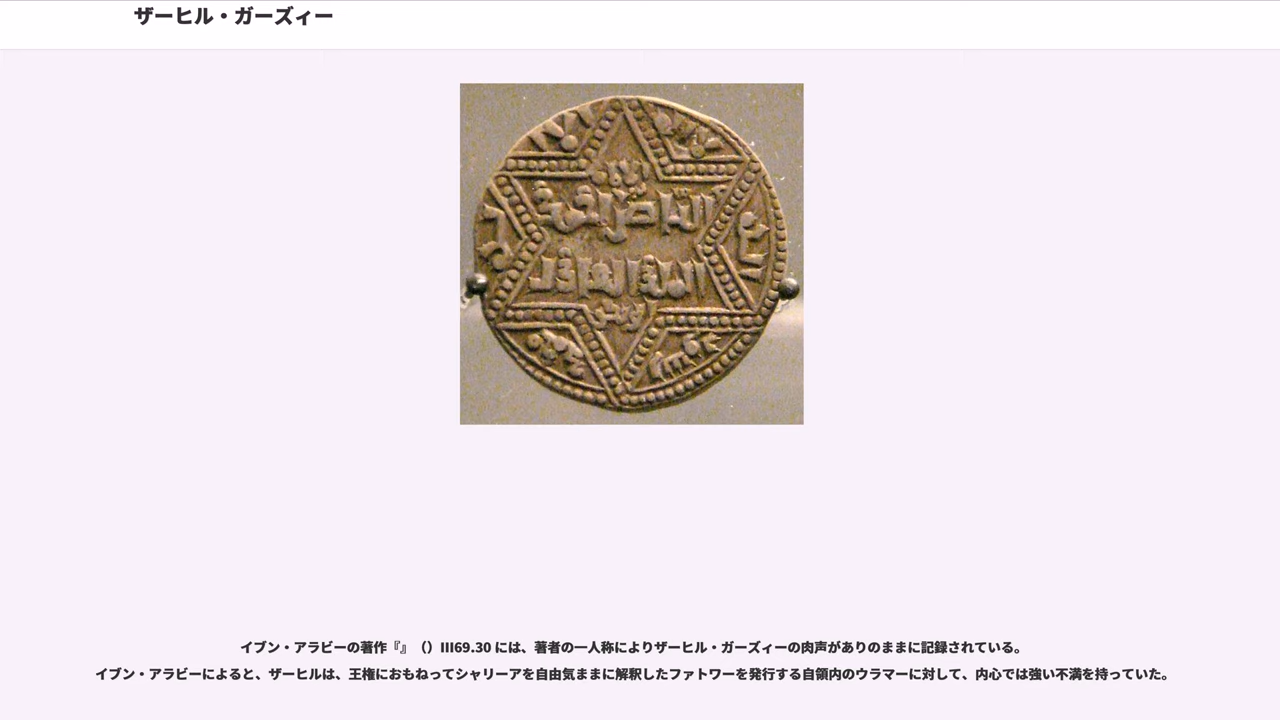 ザーヒル・ガーズィー
イブン・アラビーの著作『』（）III69.30 には、著者の一人称によりザーヒル・ガーズィーの肉声がありのままに記録されている。
イブン・アラビーによると、ザーヒルは、王権におもねってシャリーアを自由気ままに解釈したファトワーを発行する自領内のウラマーに対して、内心では強い不満を持っていた。